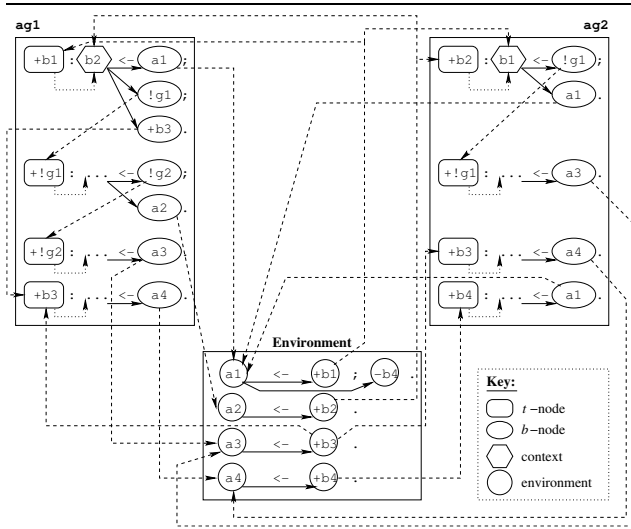 ag1
+b1 : b2 <- a1 ;
!g1 ;
+b3 .
+!g1 : ... <- !g2 ;
a2 .
+!g2 : ... <- a3 .
+b3 : ... <- a4 .
ag2
+b2 : b1 <- !g1 ;
a1 .
+!g1 : ... <- a3 .
+b3 : ... <- a4 .
+b4 : ... <- a1 .
Environment
a1 <- +b1 ; -b4 .
a2 <- +b2 .
a3 <- +b3 .
a4 <- +b4 .
Key:
t-node
b-node
context
environment